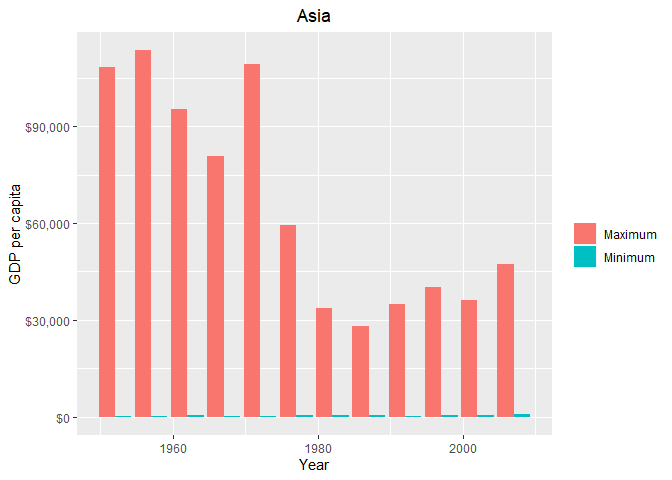 Asia
GDP per capita
$90,000
$60,000
$30,000
$0
1960 1980 2000
Year
Maximum
Minimum